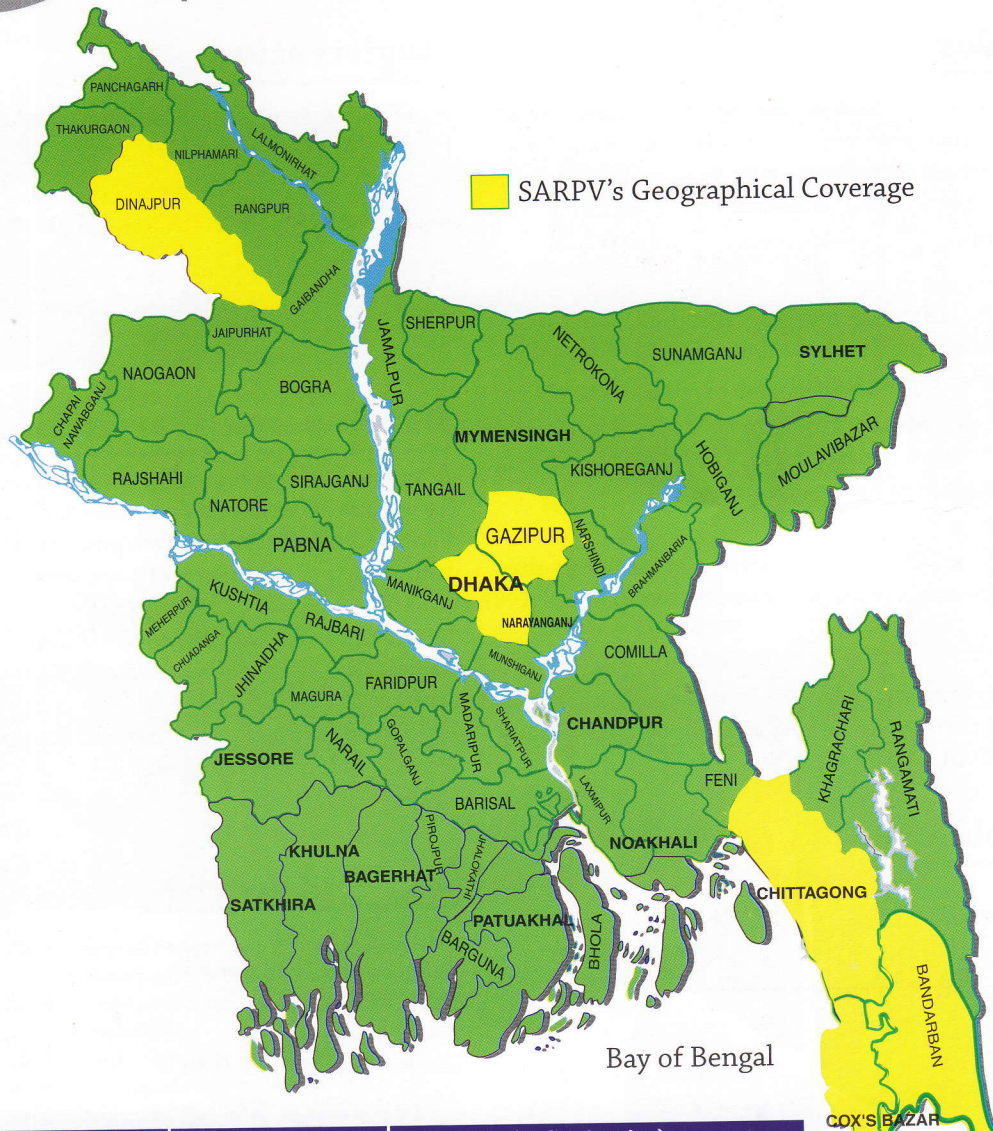 PANCHAGARH
THAKURGAON
NILPHAMARI
LALMONIRHAT
DINAJPUR
RANGPUR
SARPV's Geographical Coverage
GAIBANDHA
JAIPURHAT
JAMALPUR
SHERPUR
NETROKONA
SUNAMGANJ
SYLHET
NAOGAON
BOGRA
CHAPAI
NAWABGANJ
MYMENSINGH
MOULAVIBAZAR
HOBIGANJ
KISHOREGANJ
RAJSHAHI
SIRAJGANJ
TANGAIL
NATORE
GAZIPUR
NARSHINDI
PABNA
BRAHMANBARIA
DHAKA
MANIKGANJ
KUSHTIA
MEHERPUR
RAJBARI
NARAYANGANJ
CHUADANGA
JHINAIDHA
MUNSHIGANJ
COMILLA
MAGURA
FARIDPUR
MADARIPUR
SHARIATPUR
CHANDPUR
KHAGRACHARI
RANGAMATI
JESSORE
NARAIL
GOPALGANJ
FENI
LAXMIPUR
BARISAL
PIROJPUR
NOAKHALI
KHULNA
JHALOKATHI
BAGERHAT
CHITTAGONG
SATKHIRA
PATUAKHAL
BHOLA
BARGUNA
BANDARBAN
Bay of Bengal
COX'S BAZAR